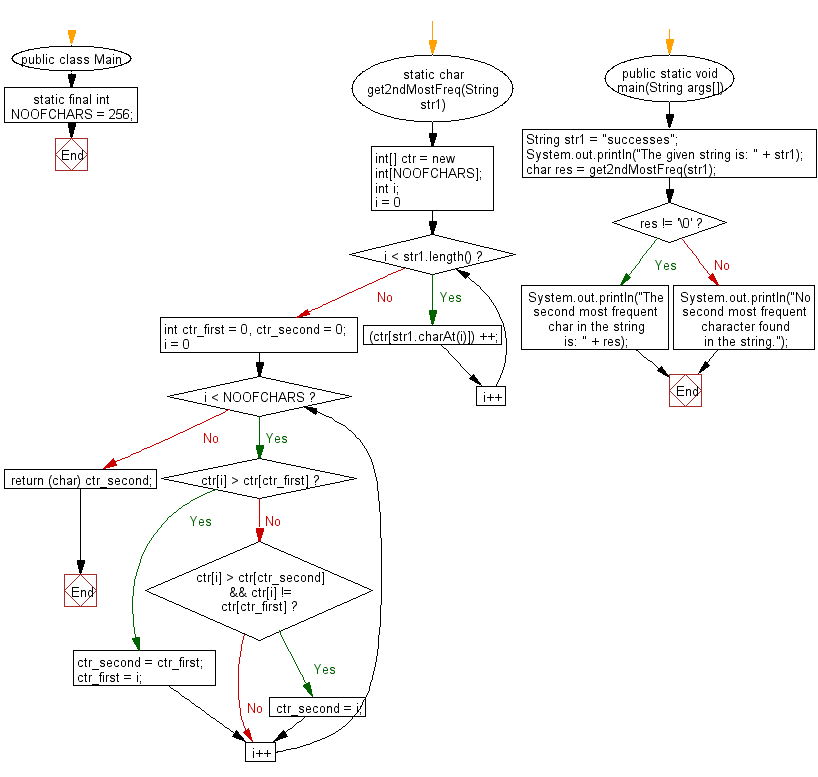 public class Main
static final int
NOOFCHARS = 256;
End
static char
get2ndMostFreq(String
str1)
int[] ctr = new
int[NOOFCHARS];
int i;
i = 0
i < str1.length() ?
No
Yes
(ctr[str1.charAt(i)]) ++;
i++
int ctr_first = 0, ctr_second = 0;
i = 0
i < NOOFCHARS ?
No
Yes
return (char) ctr_second;
End
ctr[i] > ctr[ctr_first] ?
Yes
No
ctr[i] > ctr[ctr_second]
&& ctr[i] !=
ctr[ctr_first] ?
ctr_second = ctr_first;
ctr_first = i;
Yes
No
ctr_second = i;
i++
public static void
main(String args[])
String str1 = "successes";
System.out.println("The given string is: " + str1);
char res = get2ndMostFreq(str1);
res != '\0' ?
Yes
No
System.out.println("The
second most frequent
char in the string
is: " + res);
System.out.println("No
second most frequent
character found
in the string.");
End